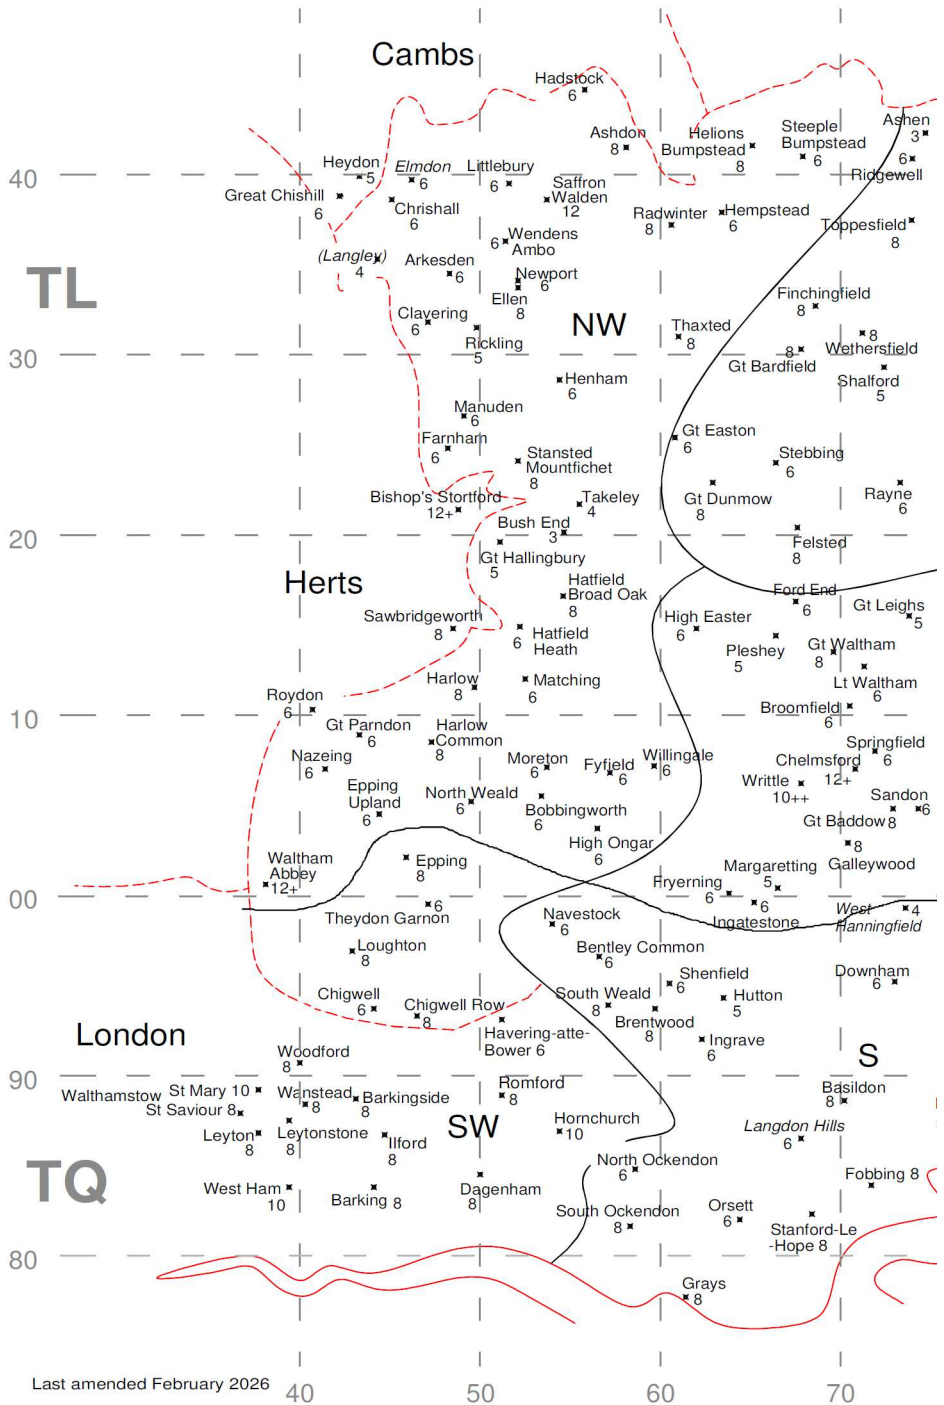 Cambs
Hadstock
6
Ashen
3
Steeple
Bumpstead
6
Helions
Bumpstead
8
Ashdon
8
6
Ridgewell
Heydon
5
Elmdon
6
Littlebury
6
40
Great Chishill
6
Chrishall
6
Saffron
Walden
12
Radwinter
8
Hempstead
6
Toppesfield
8
Wendens
Ambo
6
(Langley)
4
Arkesden
6
TL
Newport
6
Ellen
8
Finchingfield
8
Clavering
6
NW
Rickling
5
Thaxted
8
8
Wethersfield
30
8
Gt Bardfield
Shalford
5
Henham
6
Manuden
6
Farnham
6
Gt Easton
6
Stansted
Mountfichet
8
Stebbing
6
Bishop's Stortford
12+
Takeley
4
Gt Dunmow
8
Rayne
6
Bush End
3
20
Felsted
8
Gt Hallingbury
5
Herts
Hatfield
Broad Oak
8
Ford End
6
Gt Leighs
5
Sawbridgeworth
8
High Easter
6
Hatfield
Heath
6
Pleshey
5
Gt Waltham
8
Lt Waltham
6
Harlow
8
Matching
6
Roydon
6
Broomfield
6
10
Gt Parndon
6
Harlow
Common
8
Springfield
6
Nazeing
6
Moreton
6
Fyfield
6
Willingale
6
Chelmsford
12+
Writtle
10++
Epping
Upland
6
North Weald
6
Bobbingworth
6
Sandon
6
Gt Baddow
8
High Ongar
6
8
Galleywood
Waltham
Abbey
12+
Epping
8
Margaretting
5
Fryerning
6
00
6
Theydon Garnon
Navestock
6
6
Ingatestone
West
Hanningfield
4
Loughton
8
Bentley Common
6
Shenfield
6
Downham
6
Chigwell
6
Chigwell Row
8
South Weald
8
Hutton
5
Brentwood
8
London
Havering-atte-
Bower 6
Ingrave
6
S
Woodford
8
90
Walthamstow
St Mary 10
St Saviour 8
Wanstead
8
Barkingside
8
Romford
8
Basildon
8
Leyton
8
Leytonstone
8
Ilford
8
SW
Hornchurch
10
Langdon Hills
6
TQ
West Ham
10
Barking 8
Dagenham
8
North Ockendon
6
Fobbing 8
South Ockendon
8
Orsett
6
Stanford-Le
-Hope 8
80
Grays
8
Last amended February 2026
40
50
60
70